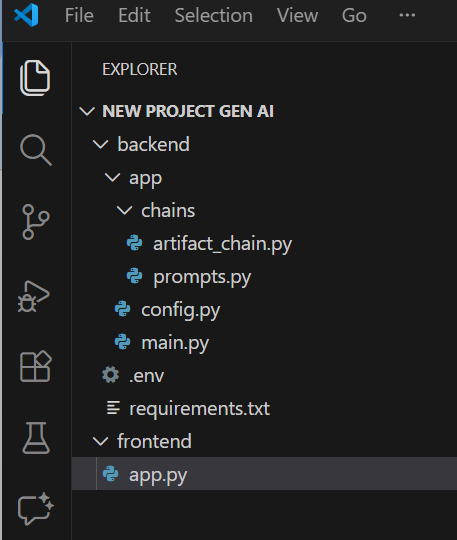 File Edit Selection View Go ...
EXPLORER
NEW PROJECT GEN AI
backend
app
chains
artifact_chain.py
prompts.py
config.py
main.py
.env
requirements.txt
frontend
app.py